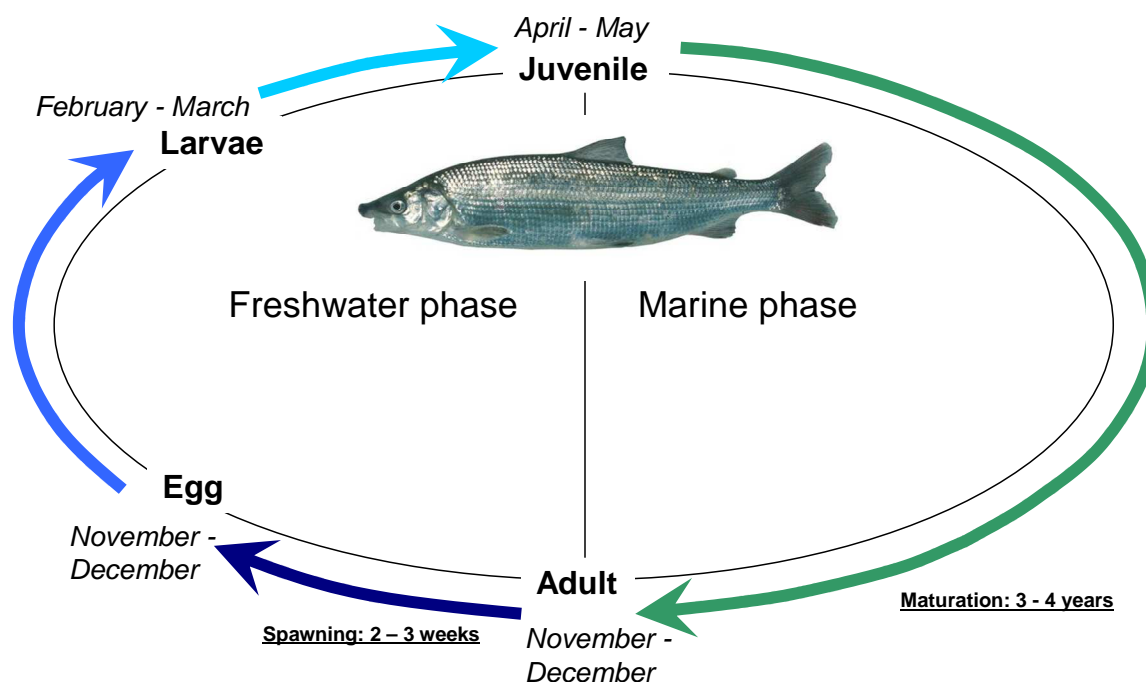 April - May
Juvenile
February - March
Larvae
Freshwater phase
Marine phase
Egg
November -
December
Adult
Maturation: 3 - 4 years
Spawning: 2 – 3 weeks
November -
December